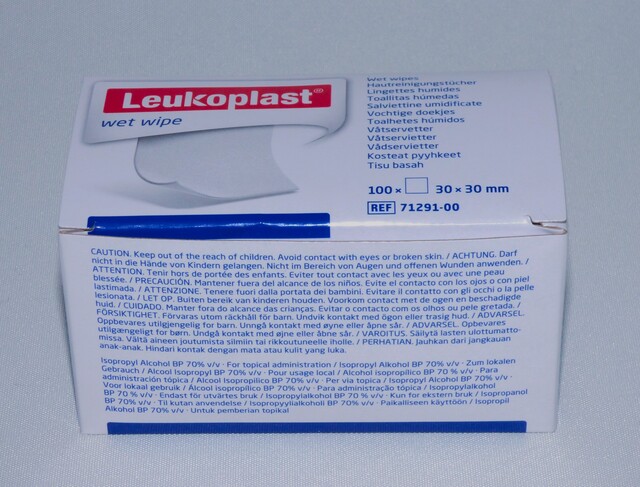 Leukoplast®
wet wipe
Wet wipes
Hautreinigungstücher
Lingettes humides
Toallitas húmedas
Salviettine umidificate
Vochtige doekjes
Toalhetes húmidos
Våtservetter
Våtservietter
Vådservietter
Kosteat pyyhkeet
Tisu basah
100 × 30 × 30 mm
REF 71291-00
CAUTION. Keep out of the reach of children. Avoid contact with eyes or broken skin. / ACHTUNG. Darf
nicht in die Hände von Kindern gelangen. Nicht im Bereich von Augen und offenen Wunden anwenden. /
ATTENTION. Tenir hors de portée des enfants. Eviter tout contact avec les yeux ou avec une peau
blessée. / PRECAUCIÓN. Mantener fuera del alcance de los niños. Evite el contacto con los ojos o con piel
lastimada. / ATTENZIONE. Tenere fuori dalla portata dei bambini. Evitare il contatto con gli occhi o la pelle
lesionata. / LET OP. Buiten bereik van kinderen houden. Voorkom contact met de ogen en beschadigde
huid. / CUIDADO. Manter fora do alcance das crianças. Evitar o contacto com os olhos ou pele gretada. /
FÖRSIKTIGHET. Förvaras utom räckhåll för barn. Undvik kontakt med ögon eller trasig hud. / ADVARSEL.
Oppbevares utilgjengelig for barn. Unngå kontakt med øyne eller åpne sår. / ADVARSEL. Opbevares
utilgængeligt for børn. Undgå kontakt med øjne eller åbne sår. / VAROITUS. Säilytä lasten ulottumatto-
missa. Vältä aineen joutumista silmiin tai rikkoutuneelle iholle. / PERHATIAN. Jauhkan dari jangkauan
anak-anak. Hindari kontak dengan mata atau kulit yang luka.
Isopropyl Alcohol BP 70% v/v · For topical administration / Isopropyl Alkohol BP 70% v/v · Zum lokalen
Gebrauch / Alcool Isopropyl BP 70% v/v · Pour usage local / Alcohol isopropílico BP 70 % v/v · Para
administración tópica / Alcool Isopropilico BP 70% v/v · Per via topica / Isopropyl Alcohol BP 70% v/v ·
Voor lokaal gebruik / Álcool isopropílico BP 70% v/v · Para administração tópica / Isopropylalkohol
BP 70 % v/v · Endast för utvärtes bruk / Isopropylalkohol BP 70 % v/v · Kun for ekstern bruk / Isopropanol
BP 70% v/v · Til kutan anvendelse / Isopropyylialkoholi BP 70 % v/v · Paikalliseen käyttöön / Isopropil
Alkohol BP 70% v/v · Untuk pemberian topikal